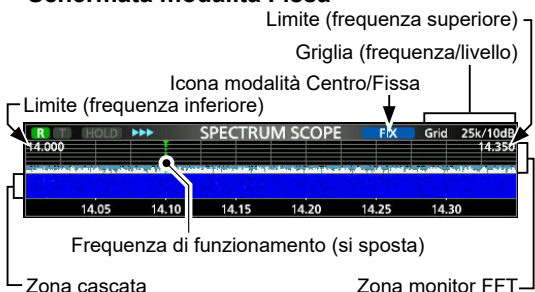 Schermata modalità Fissa
Limite (frequenza superiore)
Griglia (frequenza/livello)
Icona modalità Centro/Fissa
Limite (frequenza inferiore)
R T HOLD SPECTRUM SCOPE FIX Grid 25k/10dB
14.000 14.350
14.05 14.10 14.15 14.20 14.25 14.30
Frequenza di funzionamento (si sposta)
Zona cascata Zona monitor FFT